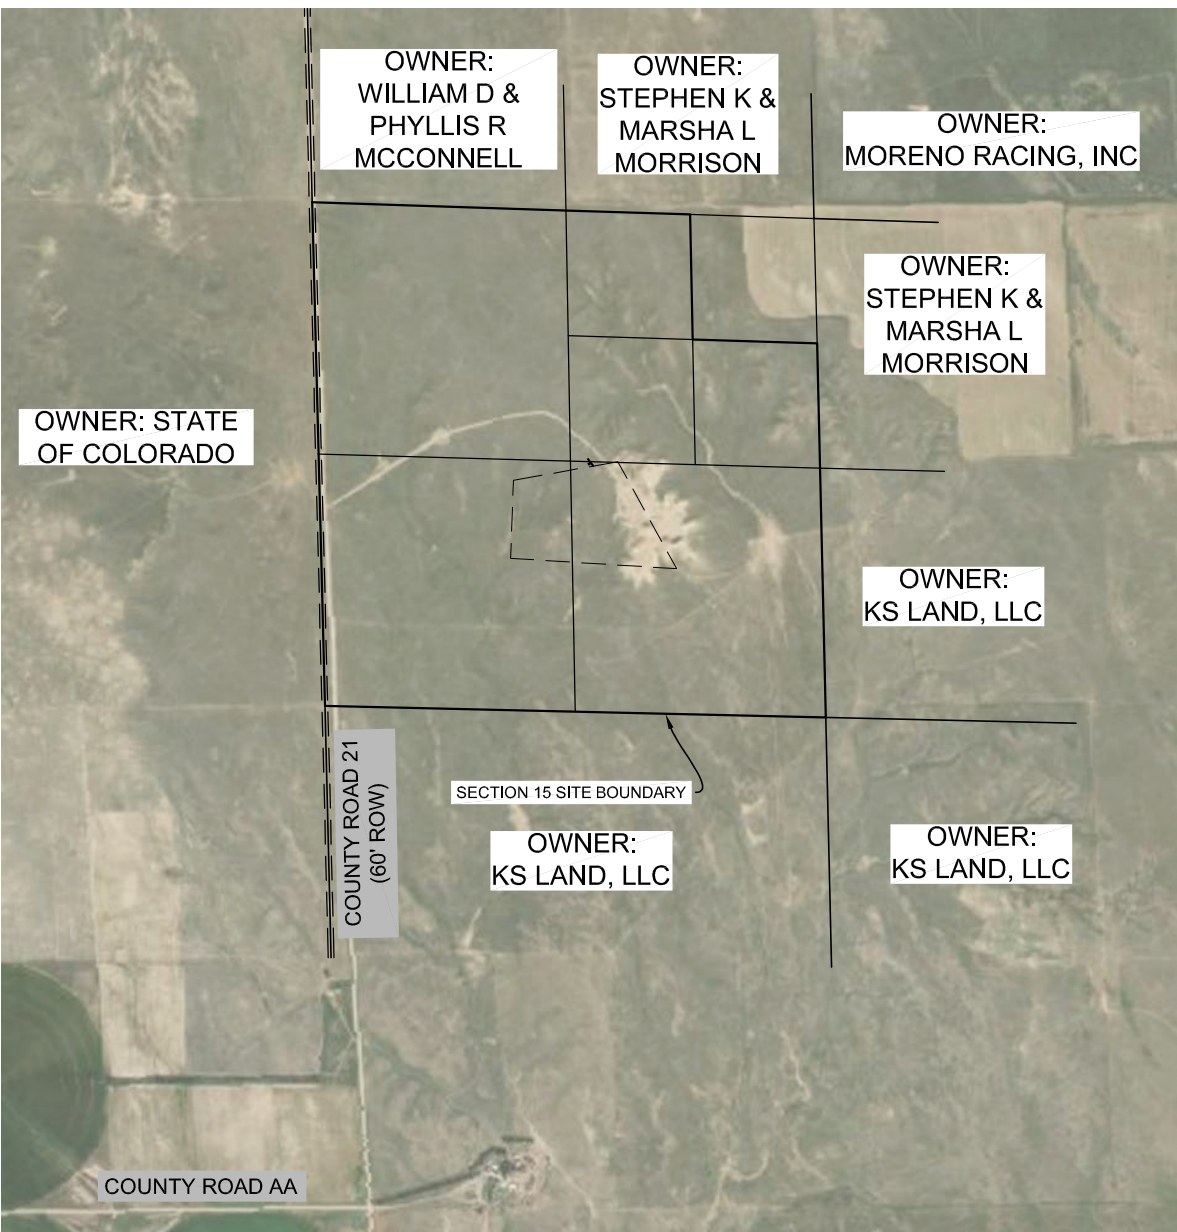 OWNER:
WILLIAM D &
PHYLLIS R
MCCONNELL
OWNER:
STEPHEN K &
MARSHA L
MORRISON
OWNER:
MORENO RACING, INC
OWNER:
STEPHEN K &
MARSHA L
MORRISON
OWNER: STATE
OF COLORADO
OWNER:
KS LAND, LLC
SECTION 15 SITE BOUNDARY
COUNTY ROAD 21
(60' ROW)
OWNER:
KS LAND, LLC
OWNER:
KS LAND, LLC
COUNTY ROAD AA